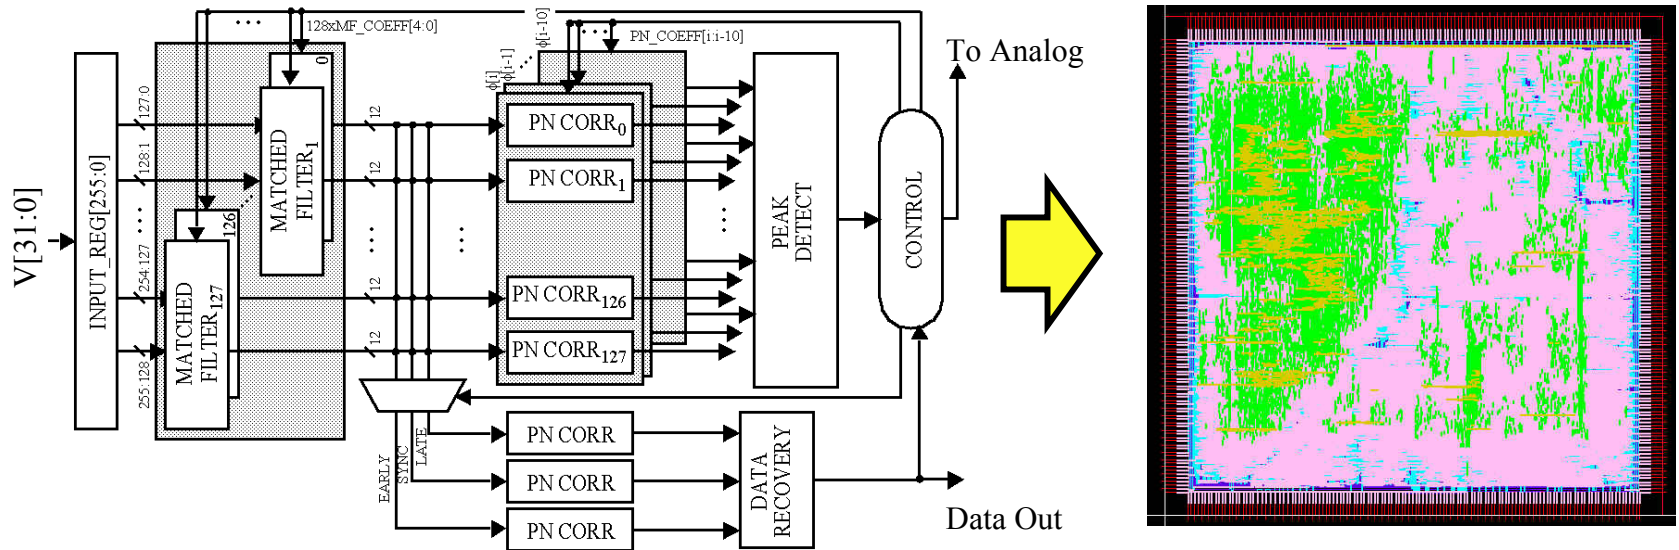 V[31:0]
INPUT_REG[255:0]
127:0
128:1
254:127
255:128
128xMF_COEFF[4:0]
0
MATCHED
FILTER1
126
MATCHED
FILTER127
12
12
12
12
ϕ[i]
ϕ[i-1]
ϕ[i-10]
PN_COEFF[i:i-10]
PN CORR0
PN CORR1
PN CORR126
PN CORR127
PEAK
DETECT
CONTROL
To Analog
EARLY
SYNC
LATE
PN CORR
PN CORR
PN CORR
DATA
RECOVERY
Data Out